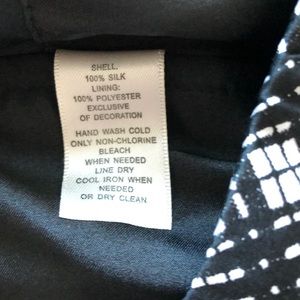 SHELL,
100% SILK
LINING:
100% POLYESTER
EXCLUSIVE
OF DECORATION
HAND WASH COLD
ONLY NON-CHLORINE
BLEACH
WHEN NEEDED
LINE DRY
COOL IRON WHEN
NEEDED
OR DRY CLEAN